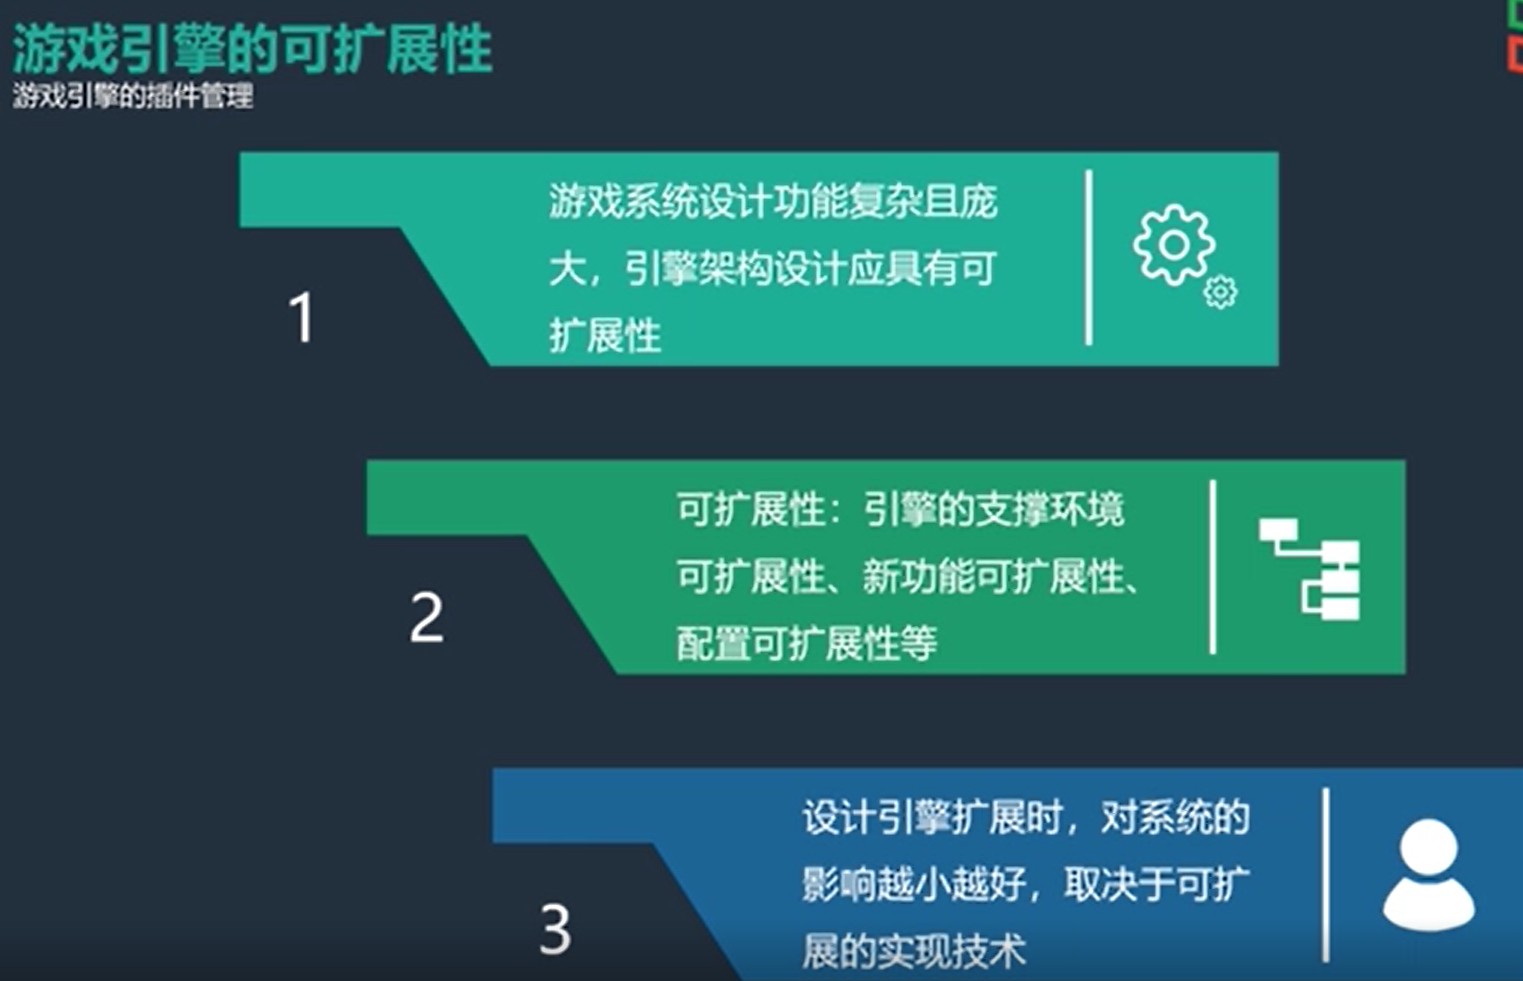 游戏引擎的可扩展性
游戏引擎的插件管理
1
游戏系统设计功能复杂且庞
大，引擎架构设计应具有可
扩展性
2
可扩展性：引擎的支撑环境
可扩展性、新功能可扩展性、
配置可扩展性等
3
设计引擎扩展时，对系统的
影响越小越好，取决于可扩
展的实现技术